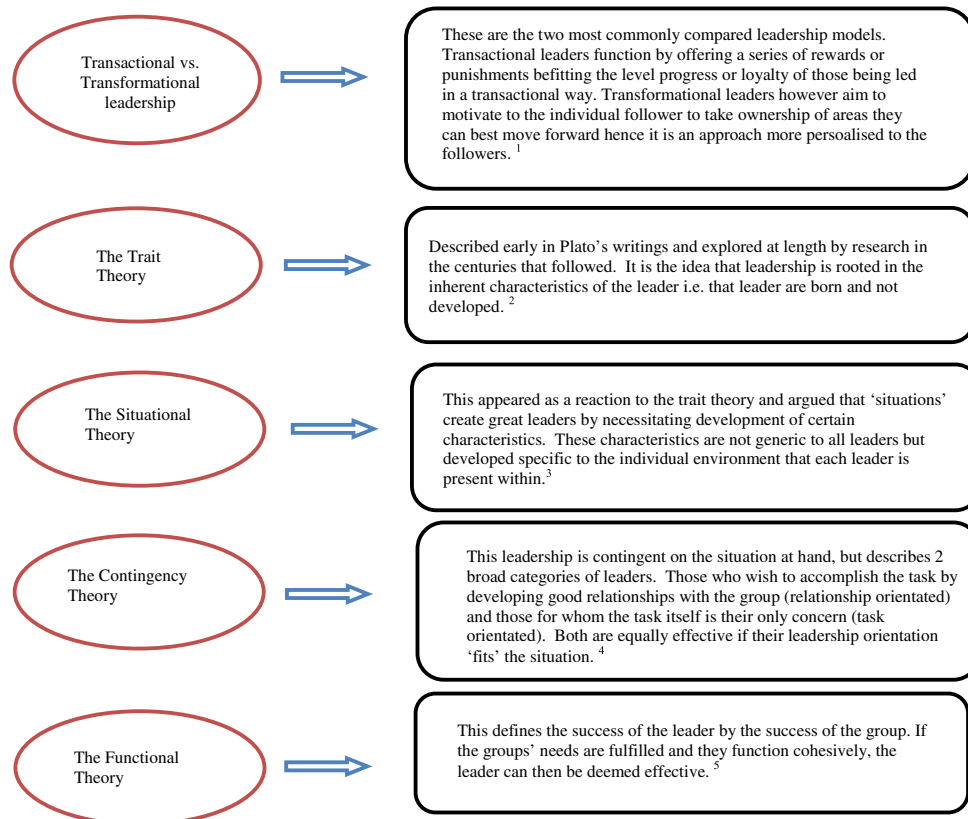 Transactional vs.
Transformational
leadership
These are the two most commonly compared leadership models.
Transactional leaders function by offering a series of rewards or
punishments befitting the level progress or loyalty of those being led
in a transactional way. Transformational leaders however aim to
motivate to the individual follower to take ownership of areas they
can best move forward hence it is an approach more persoalised to the
followers. 1
The Trait
Theory
Described early in Plato’s writings and explored at length by research in
the centuries that followed.  It is the idea that leadership is rooted in the
inherent characteristics of the leader i.e. that leader are born and not
developed. 2
The Situational
Theory
This appeared as a reaction to the trait theory and argued that ‘situations’
create great leaders by necessitating development of certain
characteristics.  These characteristics are not generic to all leaders but
developed specific to the individual environment that each leader is
present within.3
The Contingency
Theory
This leadership is contingent on the situation at hand, but describes 2
broad categories of leaders.  Those who wish to accomplish the task by
developing good relationships with the group (relationship orientated)
and those for whom the task itself is their only concern (task
orientated).  Both are equally effective if their leadership orientation
‘fits’ the situation. 4
The Functional
Theory
This defines the success of the leader by the success of the group. If
the groups’ needs are fulfilled and they function cohesively, the
leader can then be deemed effective. 5